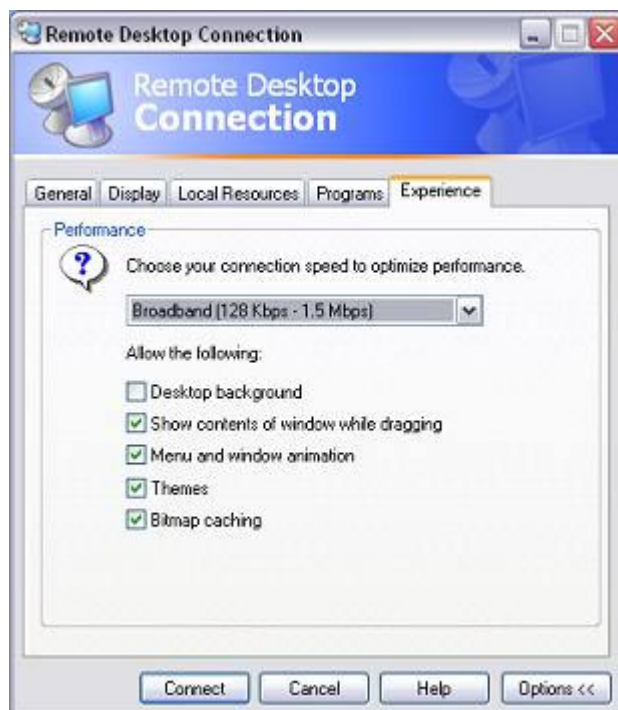 Remote Desktop Connection
Remote Desktop
Connection
General Display Local Resources Programs Experience
Performance
Choose your connection speed to optimize performance.
Broadband (128 Kbps - 1.5 Mbps)
Allow the following:
Desktop background
Show contents of window while dragging
Menu and window animation
Themes
Bitmap caching
Connect Cancel Help Options <<